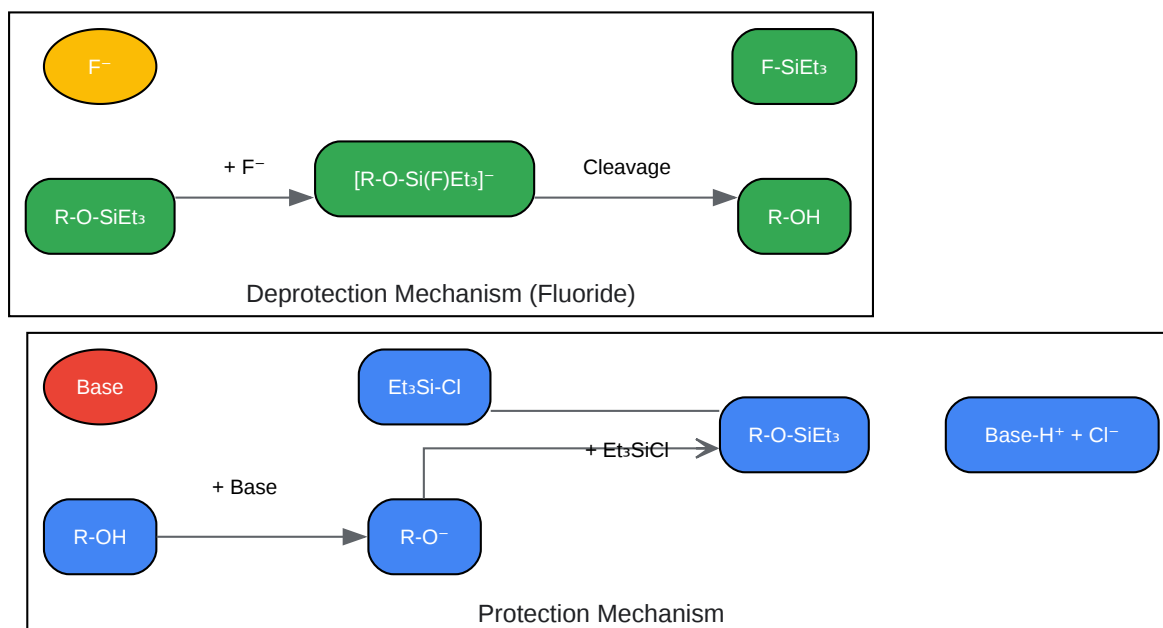 F⁻
F-SiEt₃
+ F⁻
[R-O-Si(F)Et₃]⁻
Cleavage
R-O-SiEt₃
R-OH
Deprotection Mechanism (Fluoride)
Base
Et₃Si-Cl
R-O-SiEt₃
Base-H⁺ + Cl⁻
+ Et₃SiCl
+ Base
R-OH
R-O⁻
Protection Mechanism